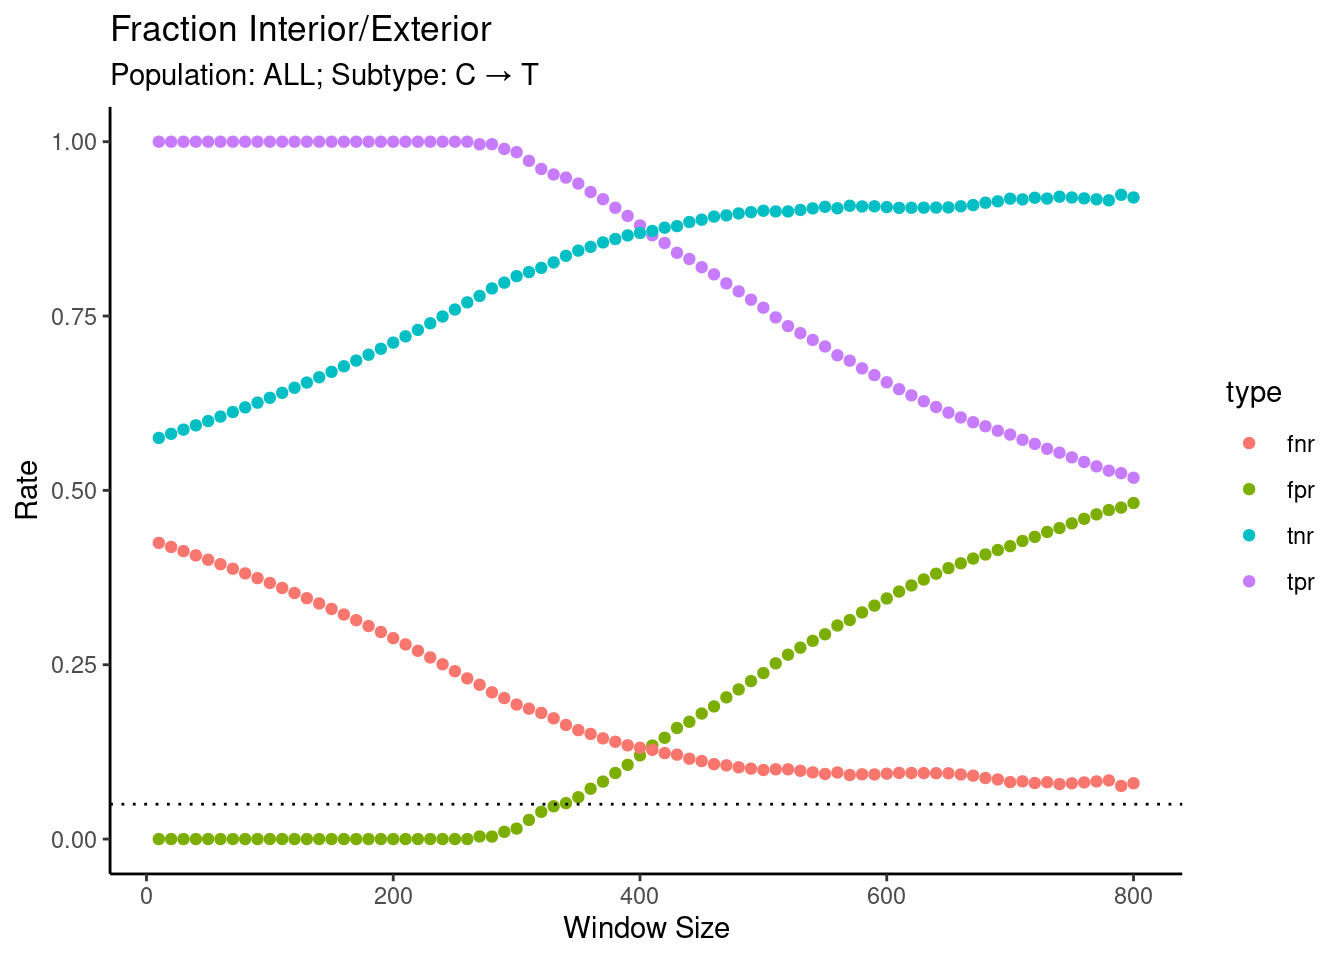 Fraction Interior/Exterior
Population: ALL; Subtype: C → T
1.00
0.75
0.50
0.25
0.00
Rate
0 200 400 600 800
Window Size
type
fnr
fpr
tnr
tpr